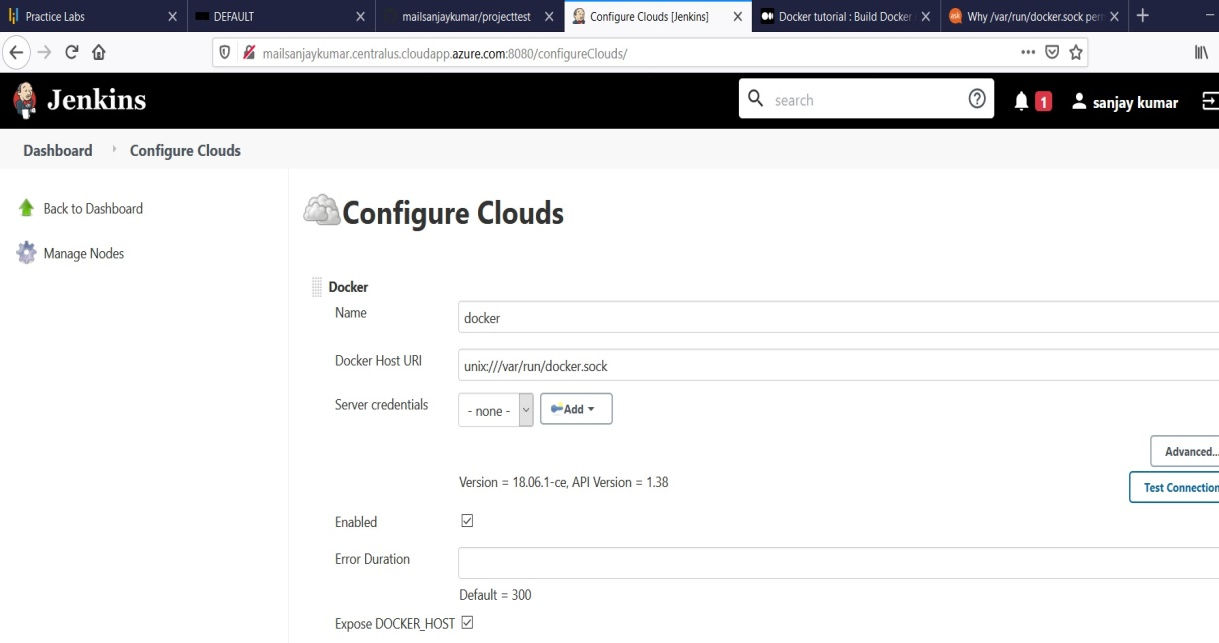 Practice Labs
DEFAULT
mailsanjaykumar/projecttest
Configure Clouds [Jenkins]
Docker tutorial : Build Docker
Why /var/run/docker.sock perm
mailsanjaykumar.centralus.cloudapp.azure.com:8080/configureClouds/
Jenkins
search
1
sanjay kumar
Dashboard
Configure Clouds
Back to Dashboard
Manage Nodes
Configure Clouds
Docker
Name
docker
Docker Host URI
unix:///var/run/docker.sock
Server credentials
- none -
Add
Advanced...
Version = 18.06.1-ce, API Version = 1.38
Test Connection
Enabled
Error Duration
Default = 300
Expose DOCKER_HOST